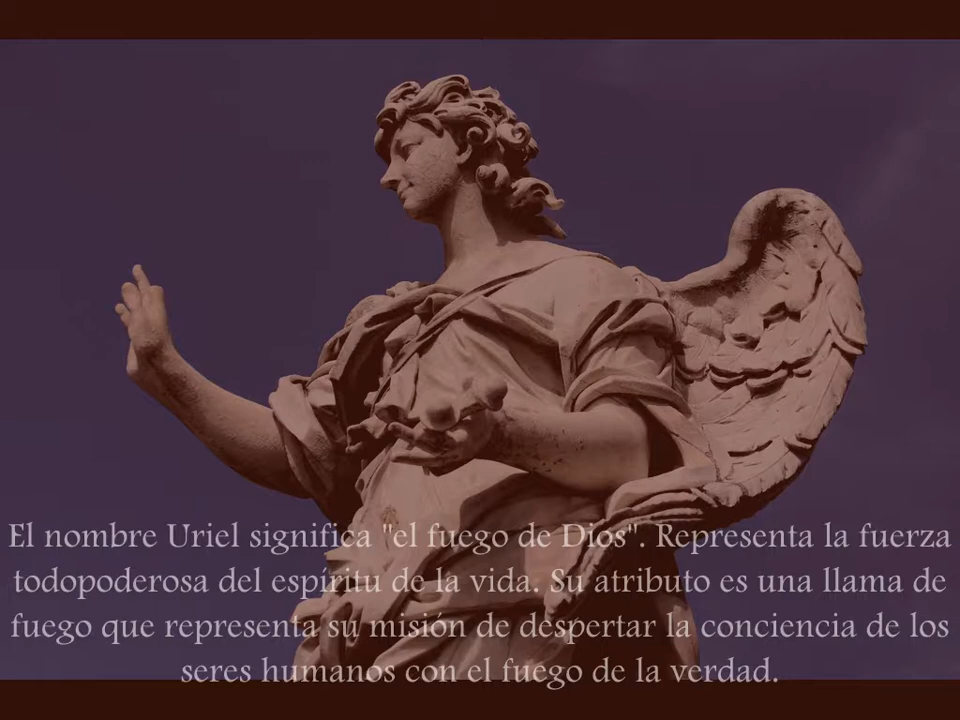 El nombre Uriel significa "el fuego de Dios". Representa la fuerza
todopoderosa del espíritu de la vida. Su atributo es una llama de
fuego que representa su misión de despertar la conciencia de los
seres humanos con el fuego de la verdad.